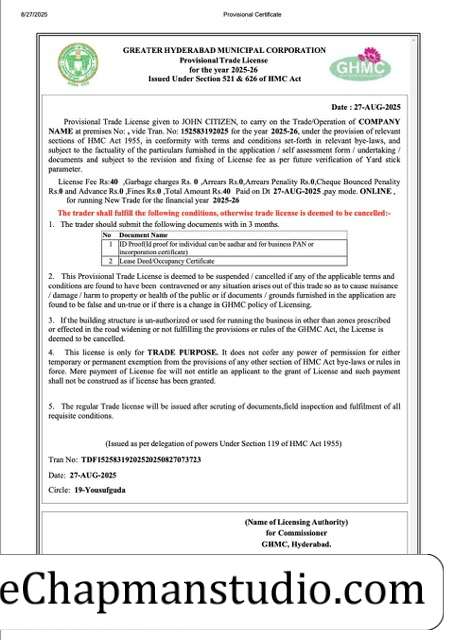 8/27/2025 Provisional Certificate
GREATER HYDERABAD MUNICIPAL CORPORATION
Provisional Trade License
for the year 2025-26
Issued Under Section 521 & 626 of HMC Act
GHMC
Date : 27-AUG-2025
Provisional Trade License given to JOHN CITIZEN, to carry on the Trade/Operation of COMPANY
NAME at premises No: , vide Tran. No: 152583192025 for the year 2025-26, under the provision of relevant
sections of HMC Act 1955, in conformity with terms and conditions set-forth in relevant bye-laws, and
subject to the factuality of the particulars furnished in the application / self assessment form / undertaking /
documents and subject to the revision and fixing of License fee as per future verification of Yard stick
parameter.
License Fee Rs:40 ,Garbage charges Rs. 0 ,Arrears Rs.0,Arrears Penality Rs.0,Cheque Bounced Penality
Rs.0 and Advance Rs.0 ,Fines Rs.0 ,Total Amount Rs.40 Paid on Dt 27-AUG-2025 .pay mode. ONLINE ,
for running New Trade for the financial year 2025-26
The trader shall fulfill the following conditions, otherwise trade license is deemed to be cancelled:-
1. The trader should submit the following documents with in 3 months.
No Document Name
1 ID Proof(Id proof for individual can be aadhar and for business PAN or
incorporation certificate)
2 Lease Deed/Occupancy Certificate
2. This Provisional Trade License is deemed to be suspended / cancelled if any of the applicable terms and
conditions are found to have been contravened or any situation arises out of this trade so as to cause nuisance
/ damage / harm to property or health of the public or if documents / grounds furnished in the application are
found to be false and un-true or if there is a change in GHMC policy of Licensing.
3. If the building structure is un-authorized or used for running the business in other than zones prescribed
or effected in the road widening or not fulfilling the provisions or rules of the GHMC Act, the License is
deemed to be cancelled.
4. This license is only for TRADE PURPOSE. It does not cofer any power of permission for either
temporary or permanent exemption from the provisions of any other section of HMC Act bye-laws or rules in
force. Mere payment of License fee will not entitle an applicant to the grant of License and such payment
shall not be construed as if license has been granted.
5. The regular Trade license will be issued after scruting of documents,field inspection and fulfilment of all
requisite conditions.
(Issued as per delegation of powers Under Section 119 of HMC Act 1955)
Tran No: TDF15258319202520250827073723
Date: 27-AUG-2025
Circle: 19-Yousufguda
(Name of Licensing Authority)
for Commissioner
GHMC, Hyderabad.
eChapmanstudio.com